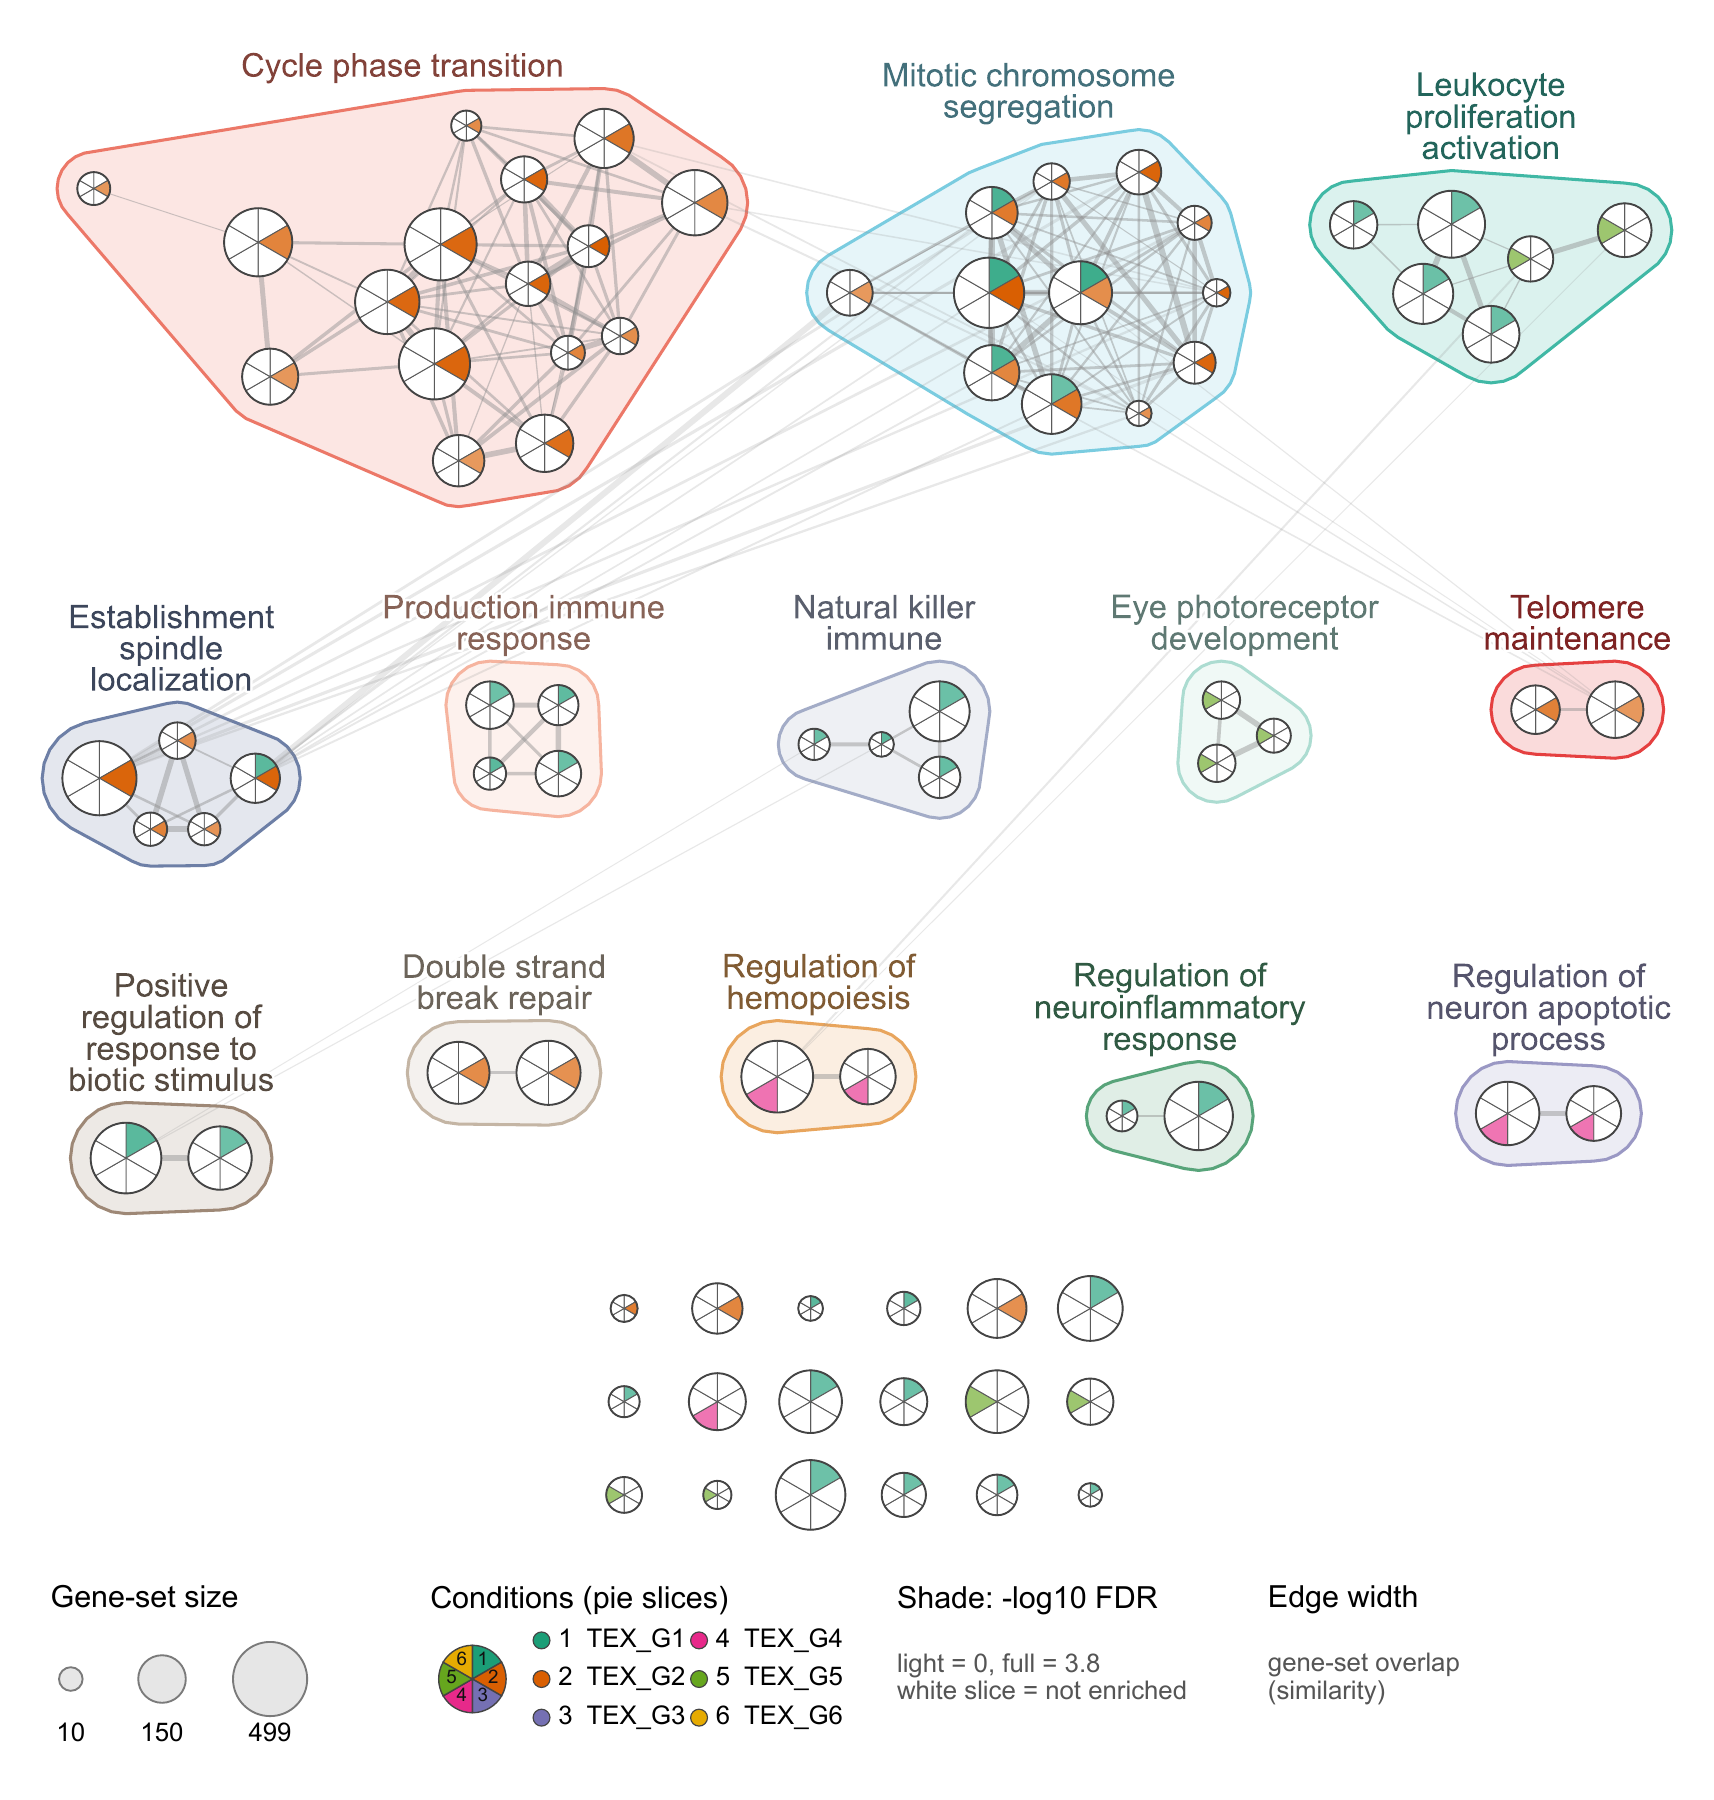 Cycle phase transition
Mitotic chromosome
segregation
Leukocyte
proliferation
activation
Establishment
spindle
localization
Production immune
response
Natural killer
immune
Eye photoreceptor
development
Telomere
maintenance
Positive
regulation of
response to
biotic stimulus
Double strand
break repair
Regulation of
hemopoiesis
Regulation of
neuroinflammatory
response
Regulation of
neuron apoptotic
process
Gene-set size
10 150 499
Conditions (pie slices)
6 1
5 2
4 3
1 TEX_G1 4 TEX_G4
2 TEX_G2 5 TEX_G5
3 TEX_G3 6 TEX_G6
Shade: -log10 FDR
light = 0, full = 3.8
white slice = not enriched
Edge width
gene-set overlap
(similarity)